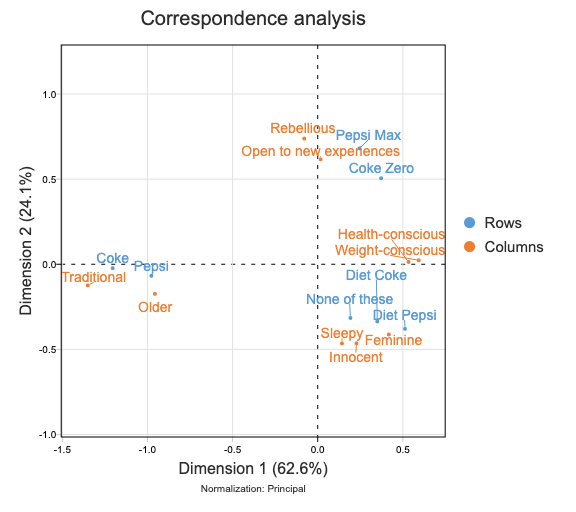 Correspondence analysis
Dimension 2 (24.1%)
1.0
0.5
0.0
-0.5
-1.0
Rebellious
Pepsi Max
Open to new experiences
Coke Zero
Health-conscious
Weight-conscious
Coke
Pepsi
Traditional
Diet Coke
None of these
Older
Diet Pepsi
Sleepy
Feminine
Innocent
Rows
Columns
-1.5
-1.0
-0.5
0.0
0.5
Dimension 1 (62.6%)
Normalization: Principal